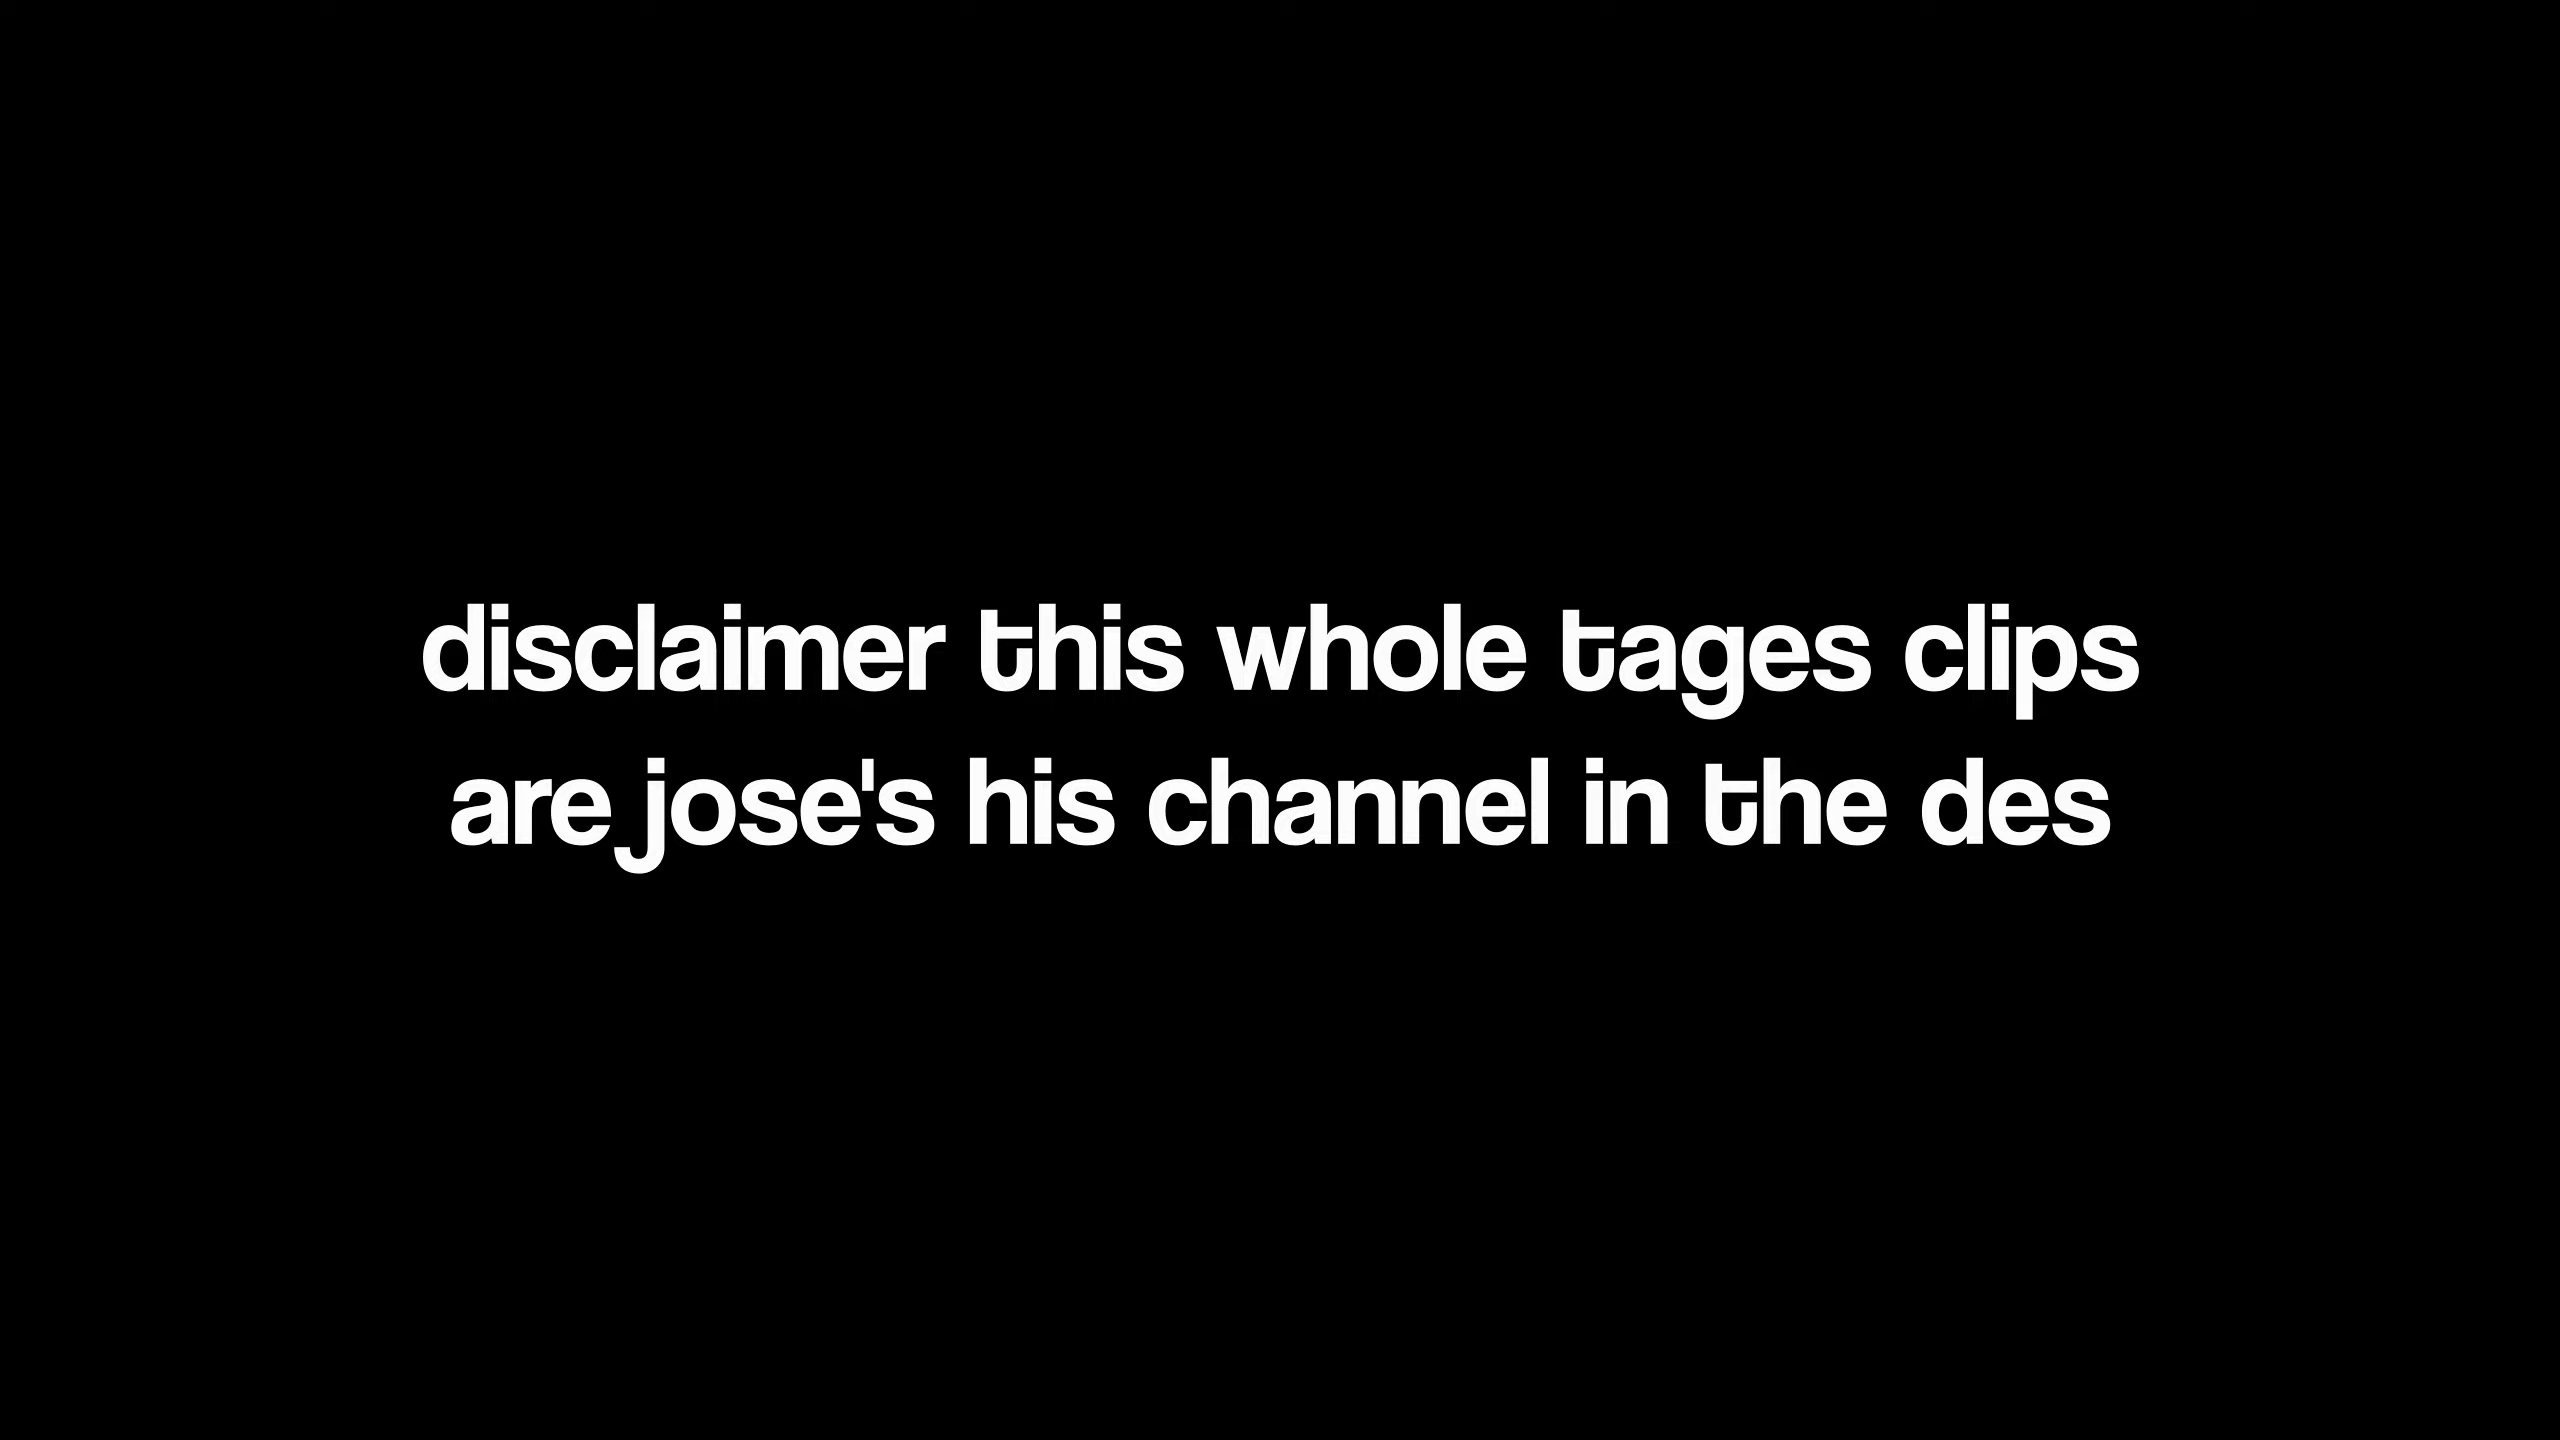 disclaimer this whole tages clips
are jose's his channel in the des